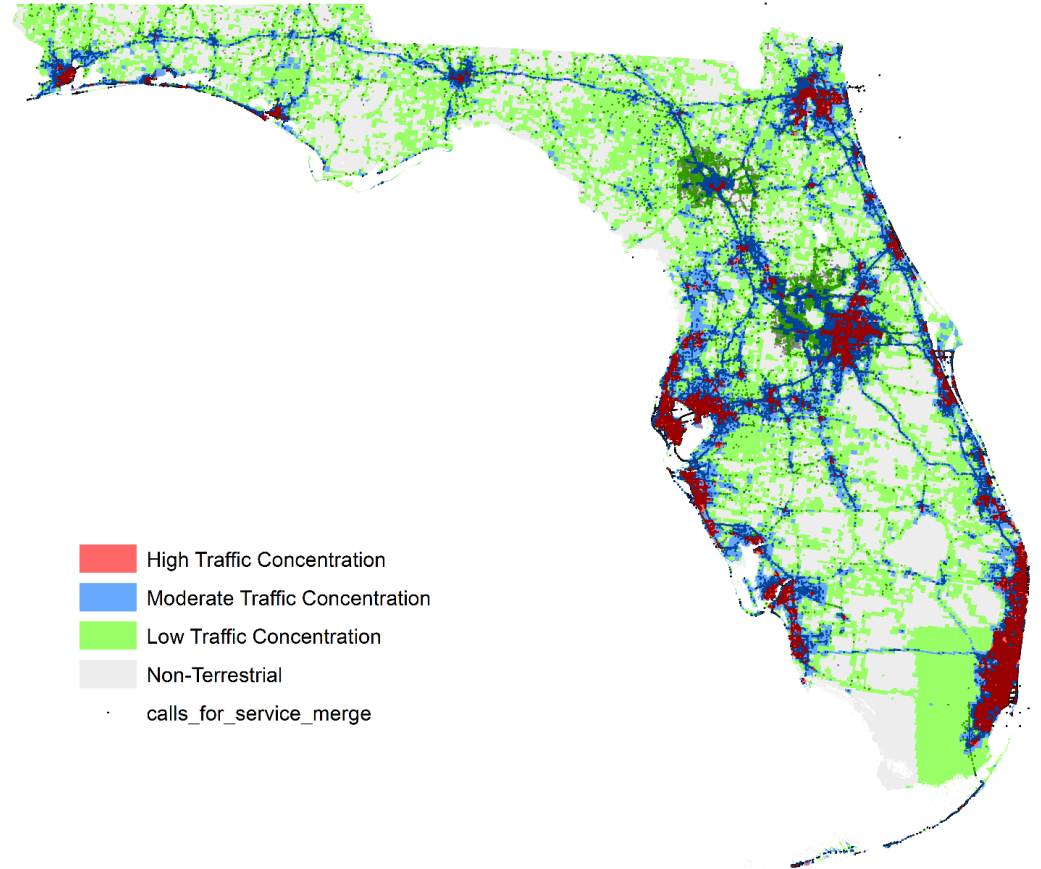 High Traffic Concentration
Moderate Traffic Concentration
Low Traffic Concentration
Non-Terrestrial
calls_for_service_merge